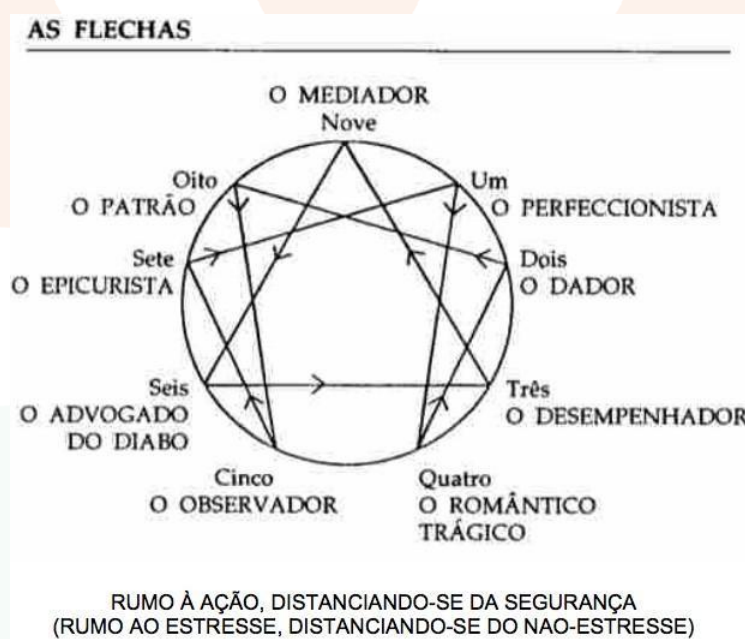 AS FLECHAS
O MEDIADOR
Nove
Oito
O PATRÃO
Um
O PERFECCIONISTA
Sete
O EPICURISTA
Dois
O DADOR
Seis
O ADVOGADO
DO DIABO
Três
O DESEMPENHADOR
Cinco
O OBSERVADOR
Quatro
O ROMÂNTICO
TRÁGICO
RUMO À AÇÃO, DISTANCIANDO-SE DA SEGURANÇA
(RUMO AO ESTRESSE, DISTANCIANDO-SE DO NAO-ESTRESSE)